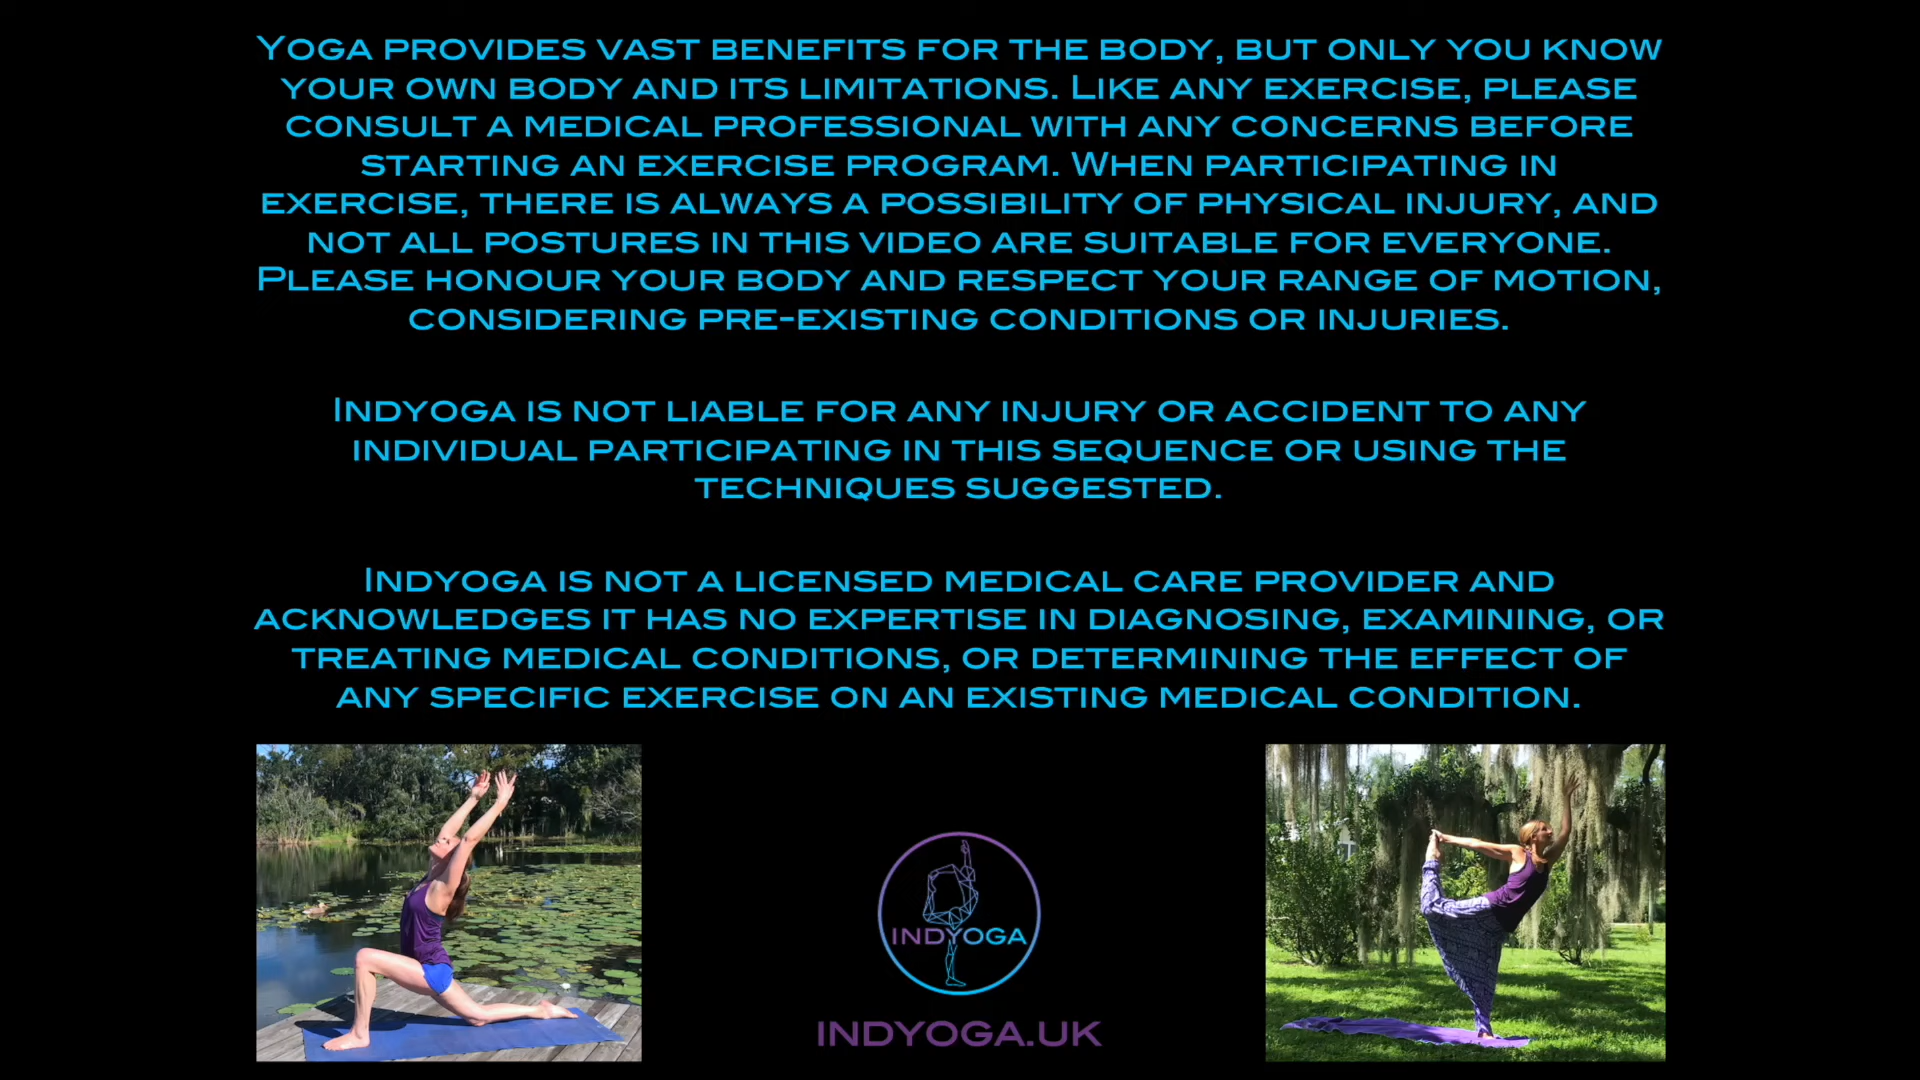 Yoga provides vast benefits for the body, but only you know
your own body and its limitations. Like any exercise, please
consult a medical professional with any concerns before
starting an exercise program. When participating in
exercise, there is always a possibility of physical injury, and
not all postures in this video are suitable for everyone.
Please honour your body and respect your range of motion,
considering pre-existing conditions or injuries.
Indyoga is not liable for any injury or accident to any
individual participating in this sequence or using the
techniques suggested.
Indyoga is not a licensed medical care provider and
acknowledges it has no expertise in diagnosing, examining, or
treating medical conditions, or determining the effect of
any specific exercise on an existing medical condition.
INDYOGA
INDYOGA.UK